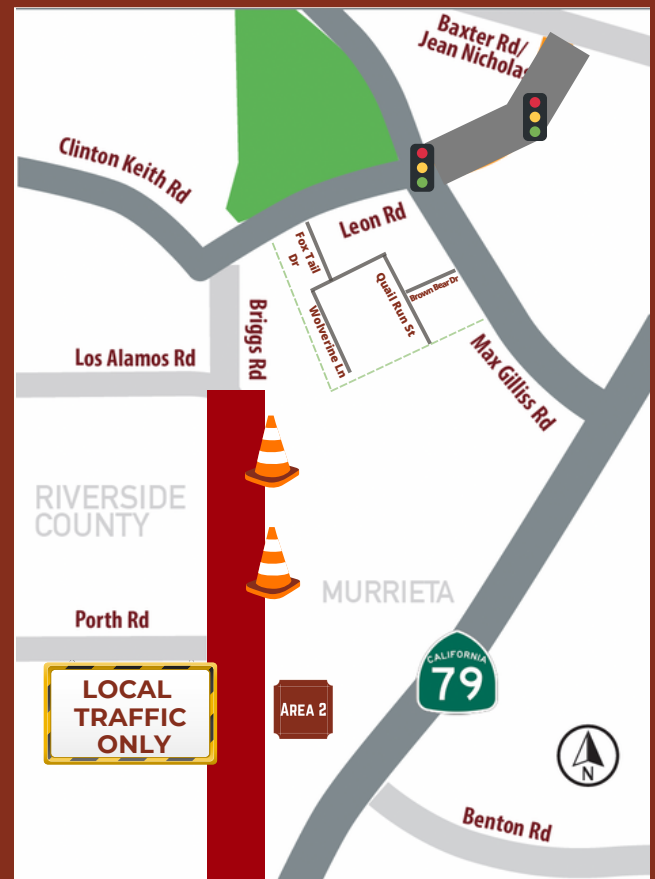 Baxter Rd/
Jean Nicholas
Clinton Keith Rd
Leon Rd
Fox Tail
Dr
Quail Run St
Brown Bear Dr
Wolverine Ln
Briggs Rd
Los Alamos Rd
Max Gilliss Rd
RIVERSIDE
COUNTY
MURRIETA
Porth Rd
CALIFORNIA
79
LOCAL
TRAFFIC
ONLY
AREA 2
N
Benton Rd